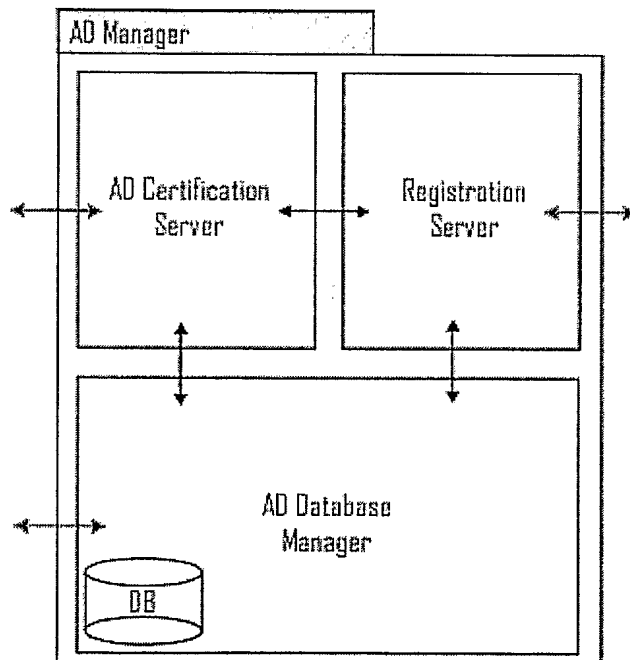 AD Manager
AD Certification
Server
Registration
Server
AD Database
Manager
DB